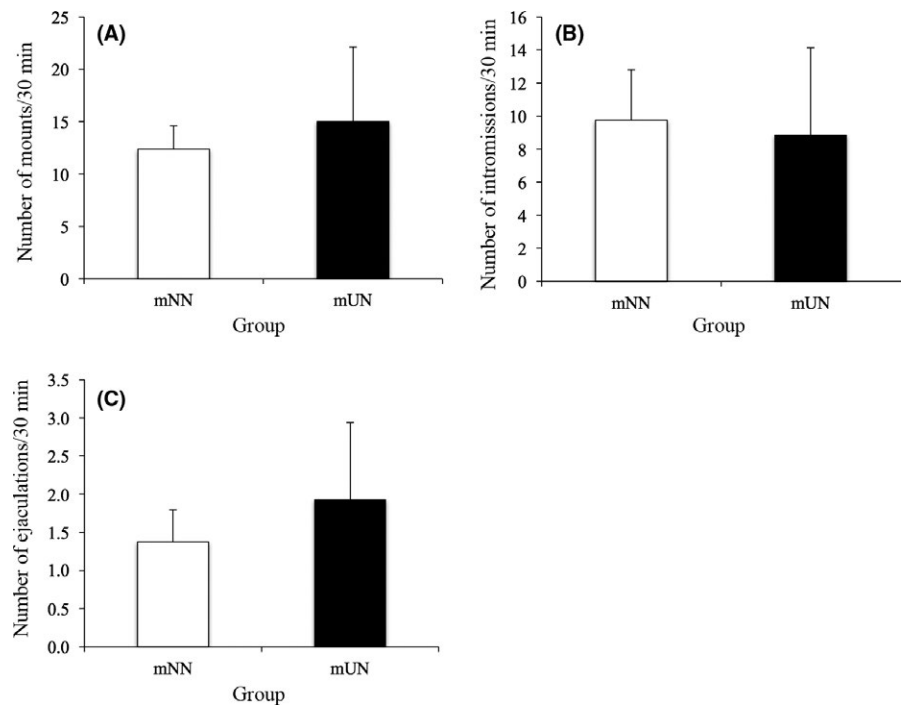 (A)
Number of mounts/30 min
25
20
15
10
5
0
mNN mUN
Group
(B)
Number of intromissions/30 min
16
14
12
10
8
6
4
2
0
mNN mUN
Group
(C)
Number of ejaculations/30 min
3.5
3.0
2.5
2.0
1.5
1.0
0.5
0.0
mNN mUN
Group